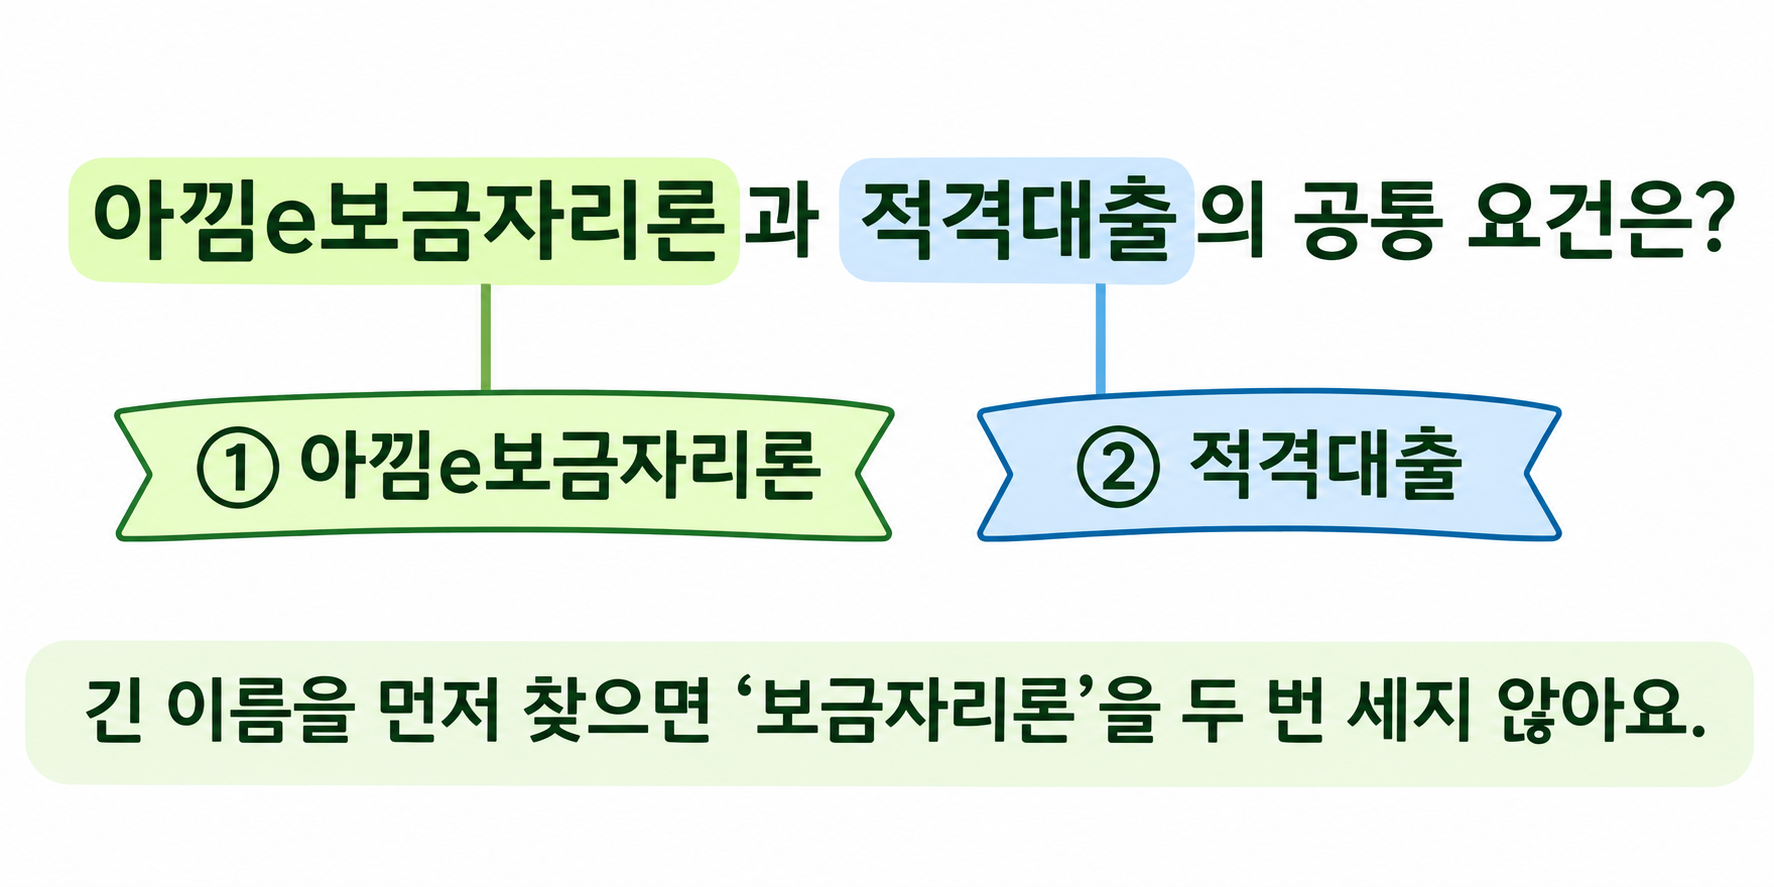 아낌e보금자리론과 적격대출의 공통 요건은?
① 아낌e보금자리론
② 적격대출
긴 이름을 먼저 찾으면 ‘보금자리론’을 두 번 세지 않아요.